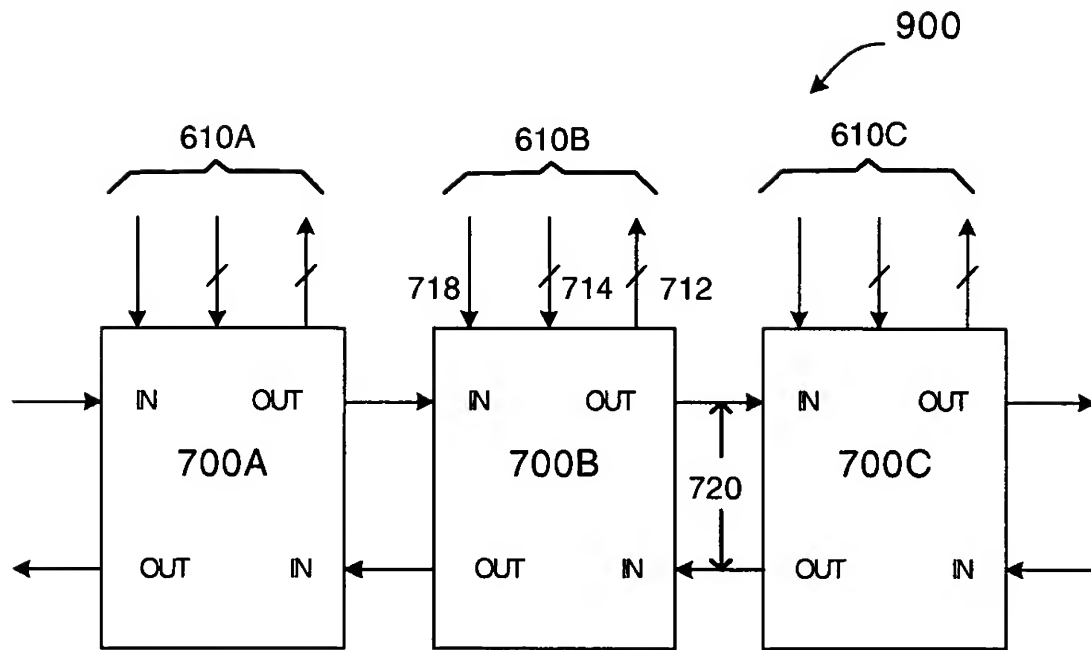 900
610A 610B 610C
718 714 712
IN OUT IN OUT IN OUT
700A 700B 720 700C
OUT IN OUT IN OUT IN